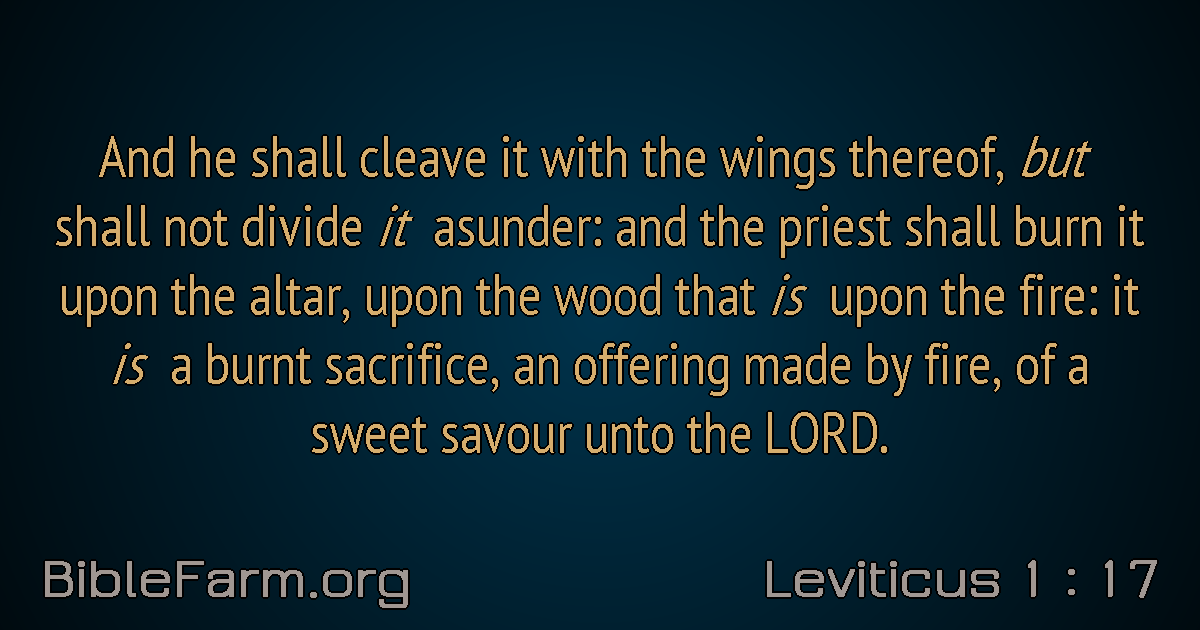 And he shall cleave it with the wings thereof, but
shall not divide it asunder: and the priest shall burn it
upon the altar, upon the wood that is upon the fire: it
is a burnt sacrifice, an offering made by fire, of a
sweet savour unto the LORD.
BibleFarm.org
Leviticus 1 : 17